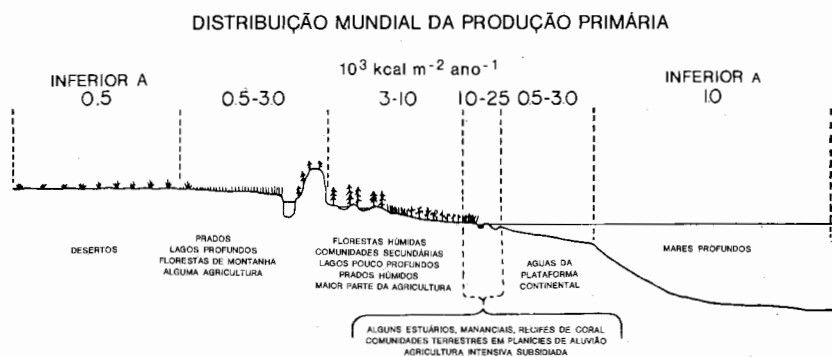 DISTRIBUIÇÃO MUNDIAL DA PRODUÇÃO PRIMÁRIA
10³ kcal m⁻² ano⁻¹
INFERIOR A
0.5
0.5-3.0
3-10
10-25
0.5-3.0
INFERIOR A
1.0
DESERTOS
PRADOS
LAGOS PROFUNDOS
FLORESTAS DE MONTANHA
ALGUMA AGRICULTURA
FLORESTAS HÚMIDAS
COMUNIDADES SECUNDÁRIAS
LAGOS POUCO PROFUNDOS
PRADOS HÚMIDOS
MAIOR PARTE DA AGRICULTURA
AGUAS DA
PLATAFORMA
CONTINENTAL
MARES PROFUNDOS
ALGUNS ESTUÁRIOS, MANANCIAIS, RECIFES DE CORAL
COMUNIDADES TERRESTRES EM PLANÍCIES DE ALUVIÃO
AGRICULTURA INTENSIVA SUBSIDIADA